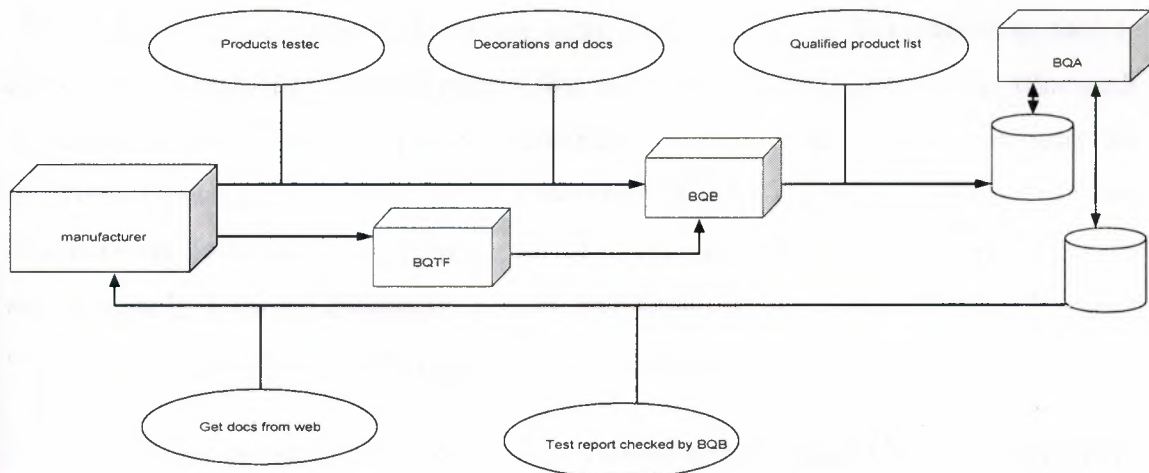 Products tested
Decorations and docs
Qualified product list
BQA
BQB
manufacturer
BQTF
Get docs from web
Test report checked by BQB